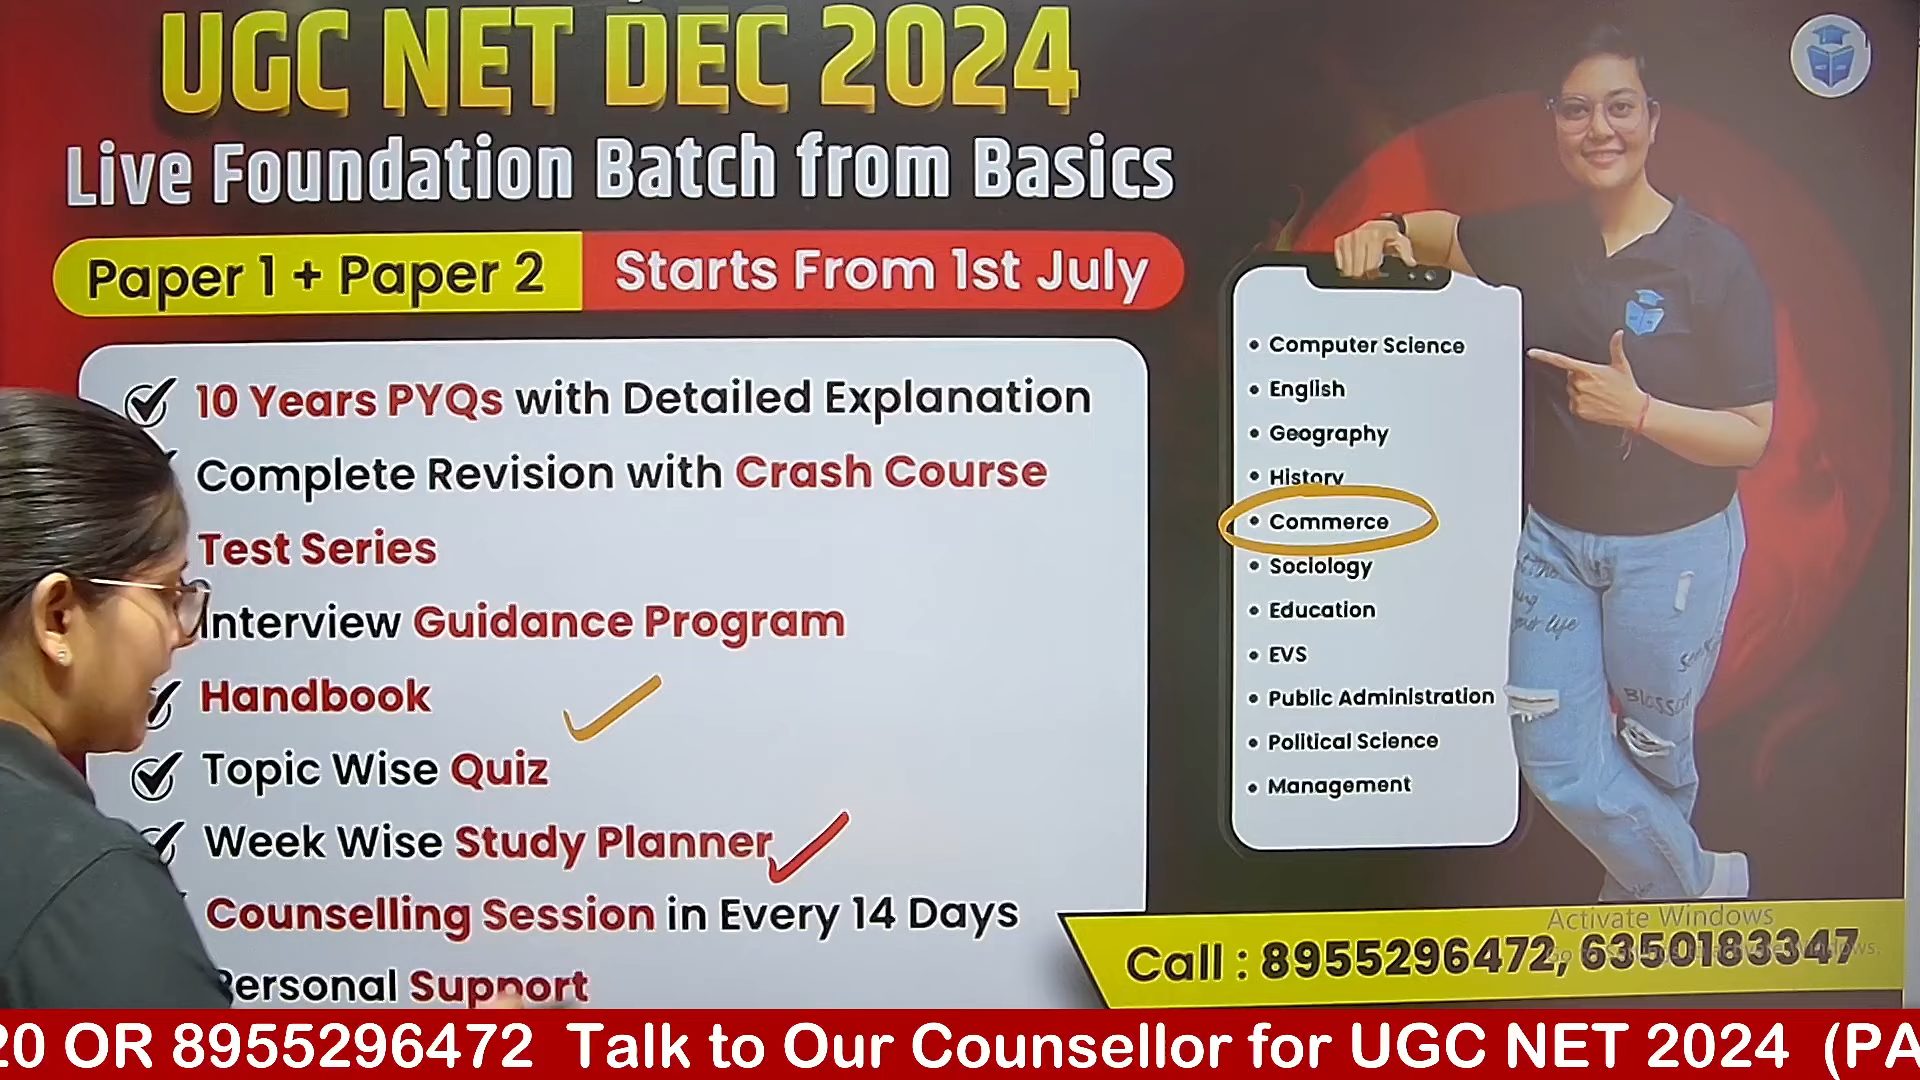 UGC NET DEC 2024
Live Foundation Batch from Basics
Paper 1 + Paper 2 Starts From 1st July
10 Years PYQs with Detailed Explanation
Complete Revision with Crash Course
Test Series
Interview Guidance Program
Handbook
Topic Wise Quiz
Week Wise Study Planner
Counselling Session in Every 14 Days
Personal Support
• Computer Science
• English
• Geography
• History
• Commerce
• Sociology
• Education
• EVS
• Public Administration
• Political Science
• Management
Activate Windows
Call : 8955296472, 6350183347
20 OR 8955296472 Talk to Our Counsellor for UGC NET 2024 (PA